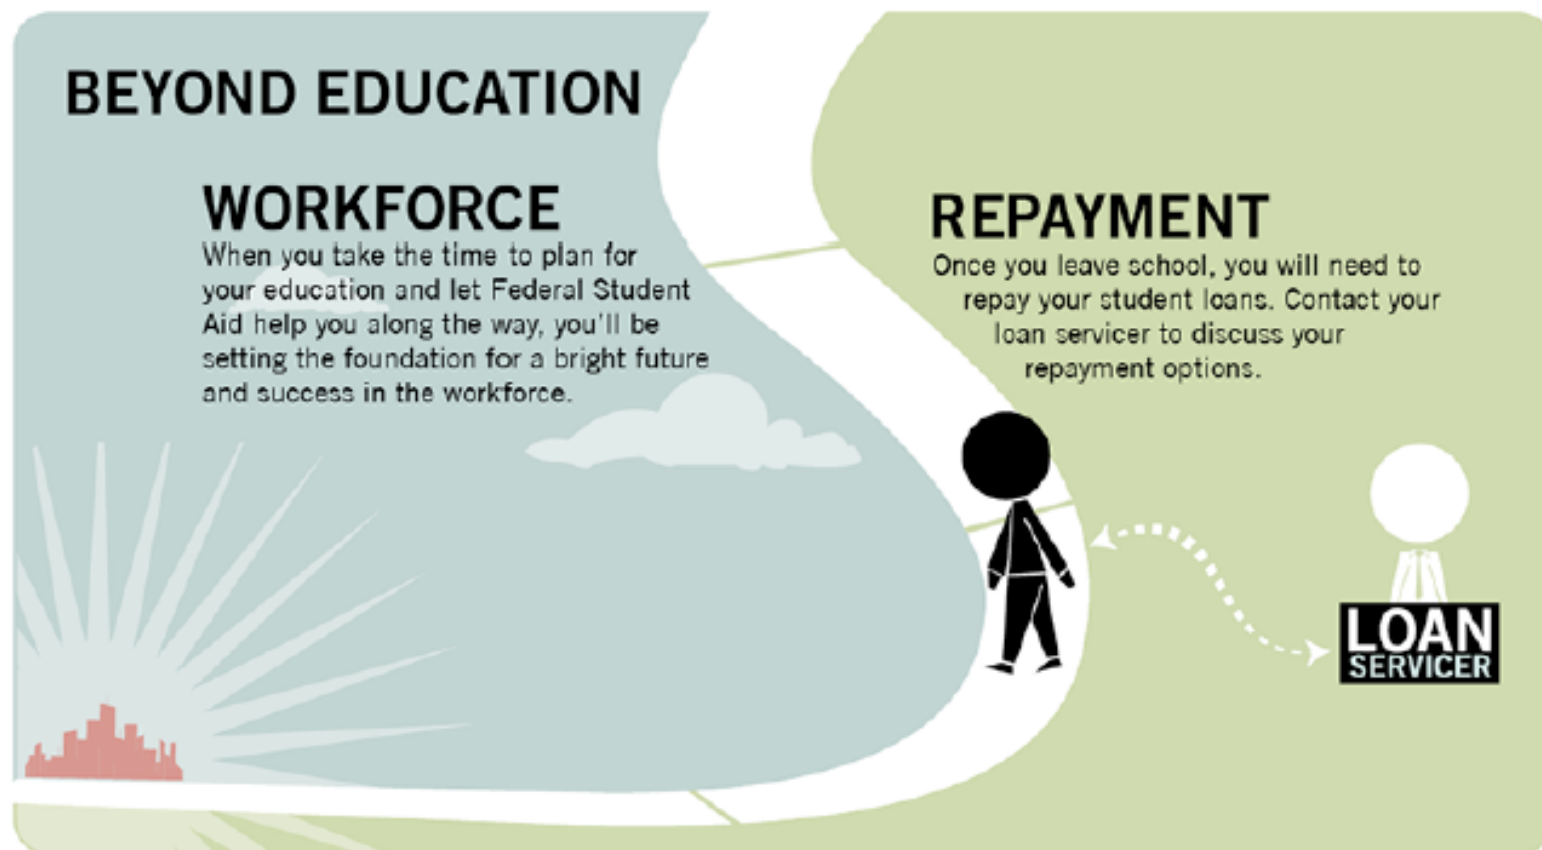 BEYOND EDUCATION
WORKFORCE
When you take the time to plan for
your education and let Federal Student
Aid help you along the way, you'll be
setting the foundation for a bright future
and success in the workforce.
REPAYMENT
Once you leave school, you will need to
repay your student loans. Contact your
loan servicer to discuss your
repayment options.
LOAN
SERVICER